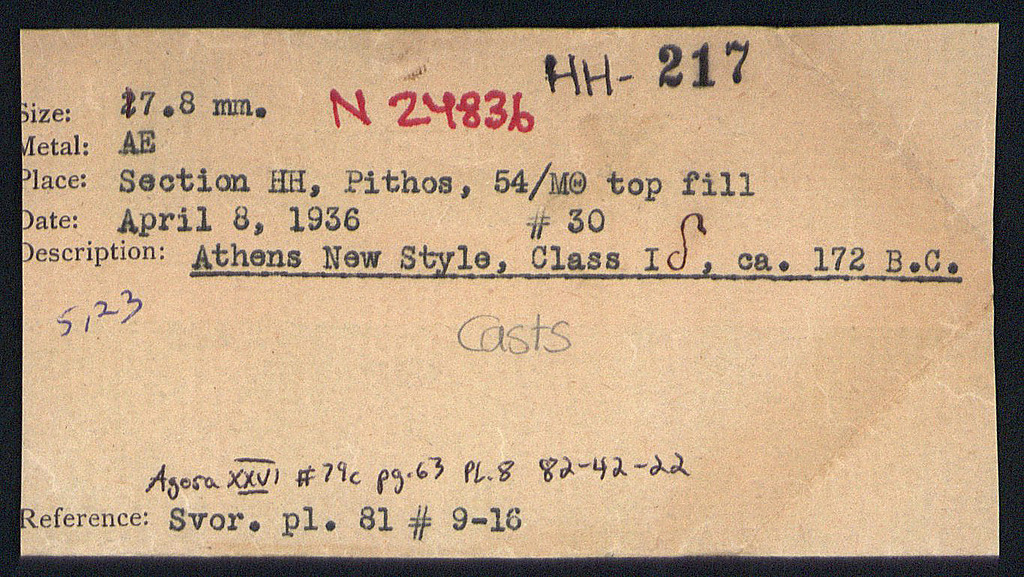 HH- 217
Size: 17.8 mm. N 24836
Metal: AE
Place: Section HH, Pithos, 54/ΜΘ top fill
Date: April 8, 1936 # 30
Description: Athens New Style, Class I δ, ca. 172 B.C.
5,23
Casts
Agora XXVI #79c pg.63 Pl.8 82-42-22
Reference: Svor. pl. 81 # 9-16